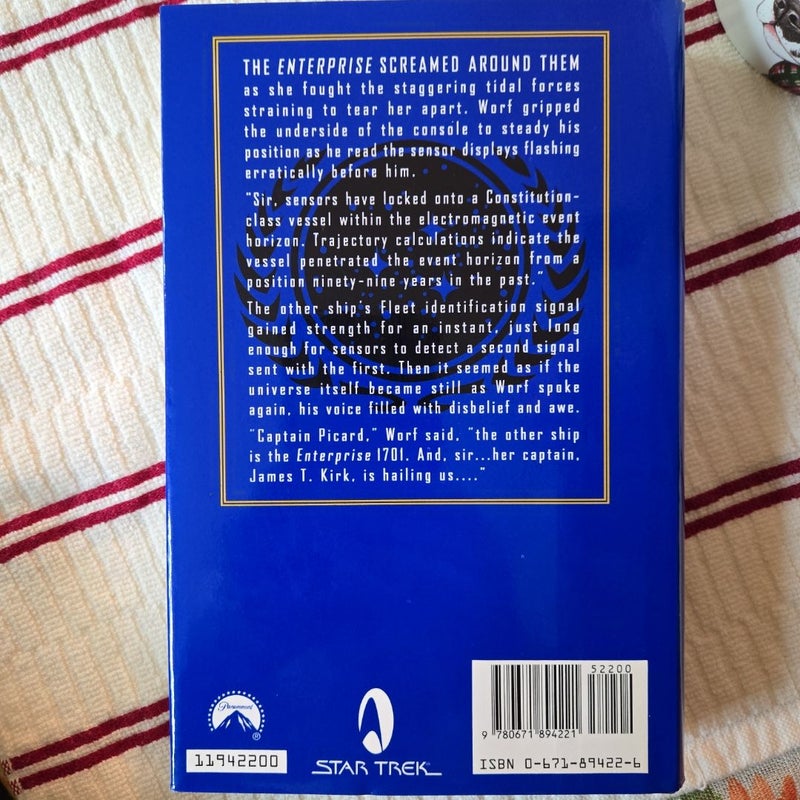 THE ENTERPRISE SCREAMED AROUND THEM
as she fought the staggering tidal forces
straining to tear her apart. Worf gripped
the underside of the console to steady his
position as he read the sensor displays flashing
erratically before him.
"Sir, sensors have locked onto a Constitution-
class vessel within the electromagnetic event
horizon. Trajectory calculations indicate the
vessel penetrated the event horizon from a
position ninety-nine years in the past."
The other ship's Fleet identification signal
gained strength for an instant, just long
enough for sensors to detect a second signal
sent with the first. Then it seemed as if the
universe itself became still as Worf spoke
again, his voice filled with disbelief and awe.
"Captain Picard," Worf said, "the other ship
is the Enterprise 1701. And, sir...her captain,
James T. Kirk, is hailing us...."
Paramount
®
11942200
STAR TREK
52200
9 780671 894221
ISBN 0-671-89422-6